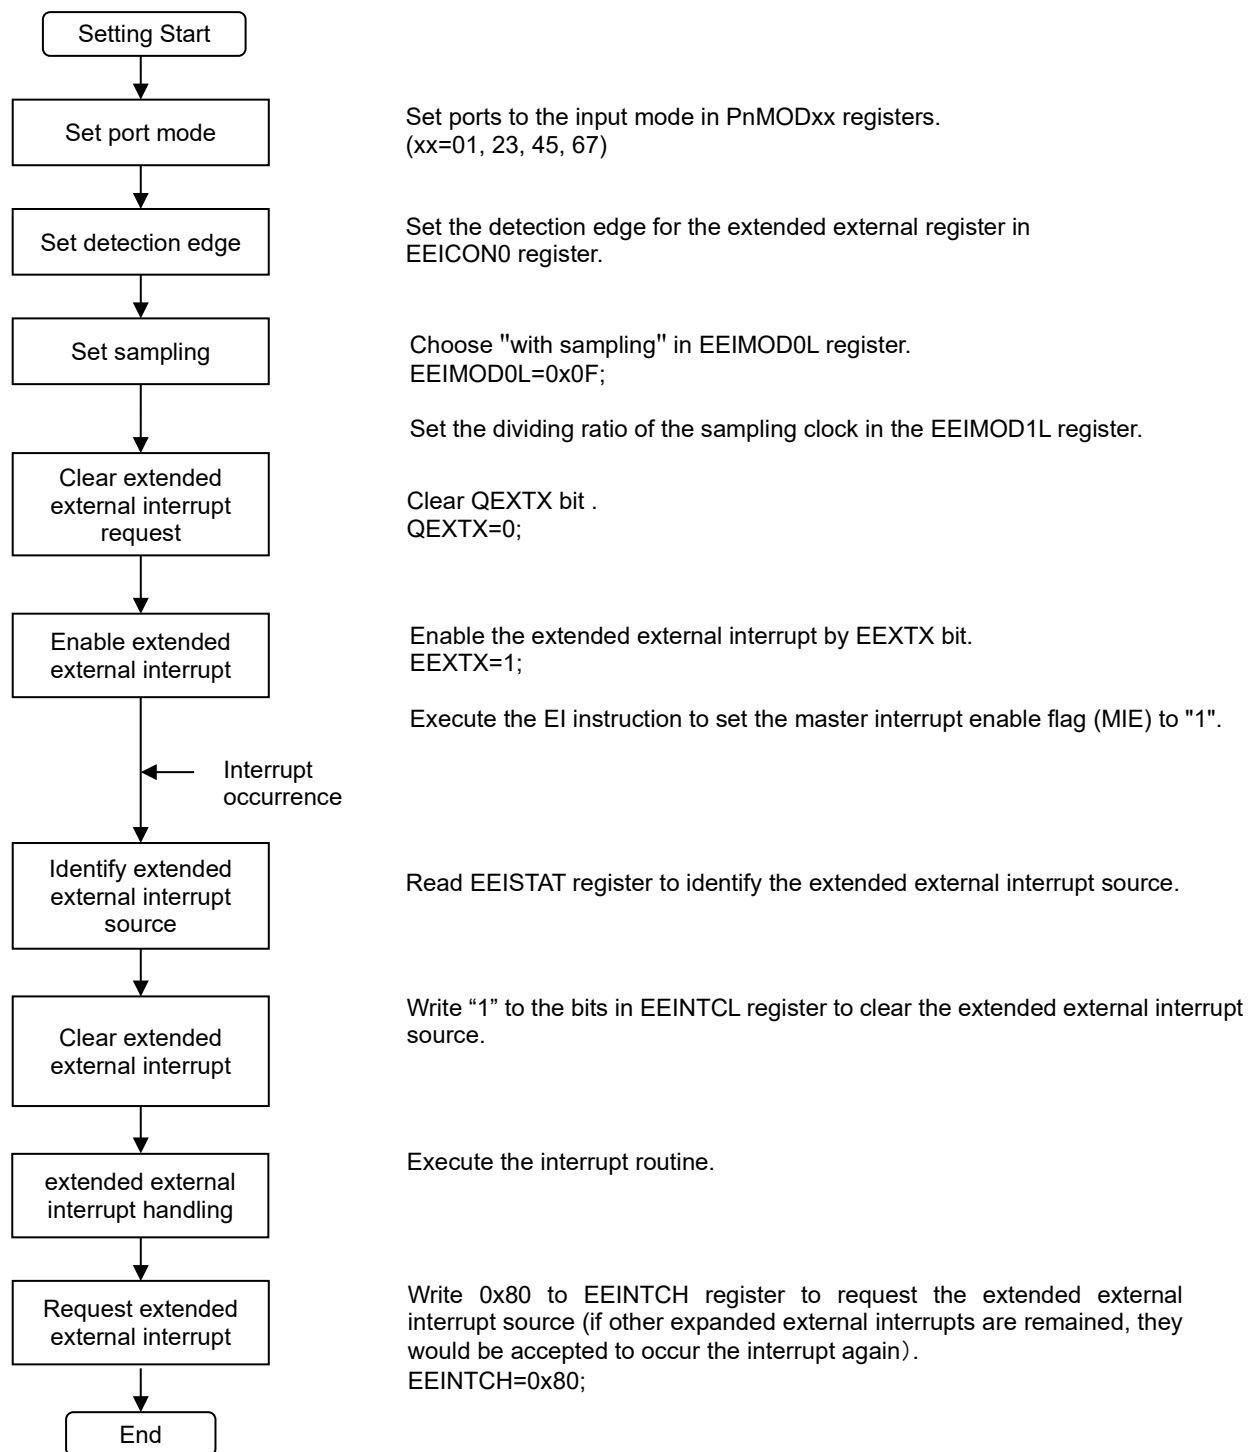 Setting Start
Set port mode
Set ports to the input mode in PnMODxx registers.
(xx=01, 23, 45, 67)
Set detection edge
Set the detection edge for the extended external register in
EEICON0 register.
Set sampling
Choose "with sampling" in EEIMOD0L register.
EEIMOD0L=0x0F;
Set the dividing ratio of the sampling clock in the EEIMOD1L register.
Clear extended
external interrupt
request
Clear QEXTX bit .
QEXTX=0;
Enable extended
external interrupt
Enable the extended external interrupt by EEXTX bit.
EEXTX=1;
Execute the EI instruction to set the master interrupt enable flag (MIE) to "1".
Interrupt
occurrence
Identify extended
external interrupt
source
Read EEISTAT register to identify the extended external interrupt source.
Clear extended
external interrupt
Write “1” to the bits in EEINTCL register to clear the extended external interrupt
source.
extended external
interrupt handling
Execute the interrupt routine.
Request extended
external interrupt
Write 0x80 to EEINTCH register to request the extended external
interrupt source (if other expanded external interrupts are remained, they
would be accepted to occur the interrupt again）.
EEINTCH=0x80;
End